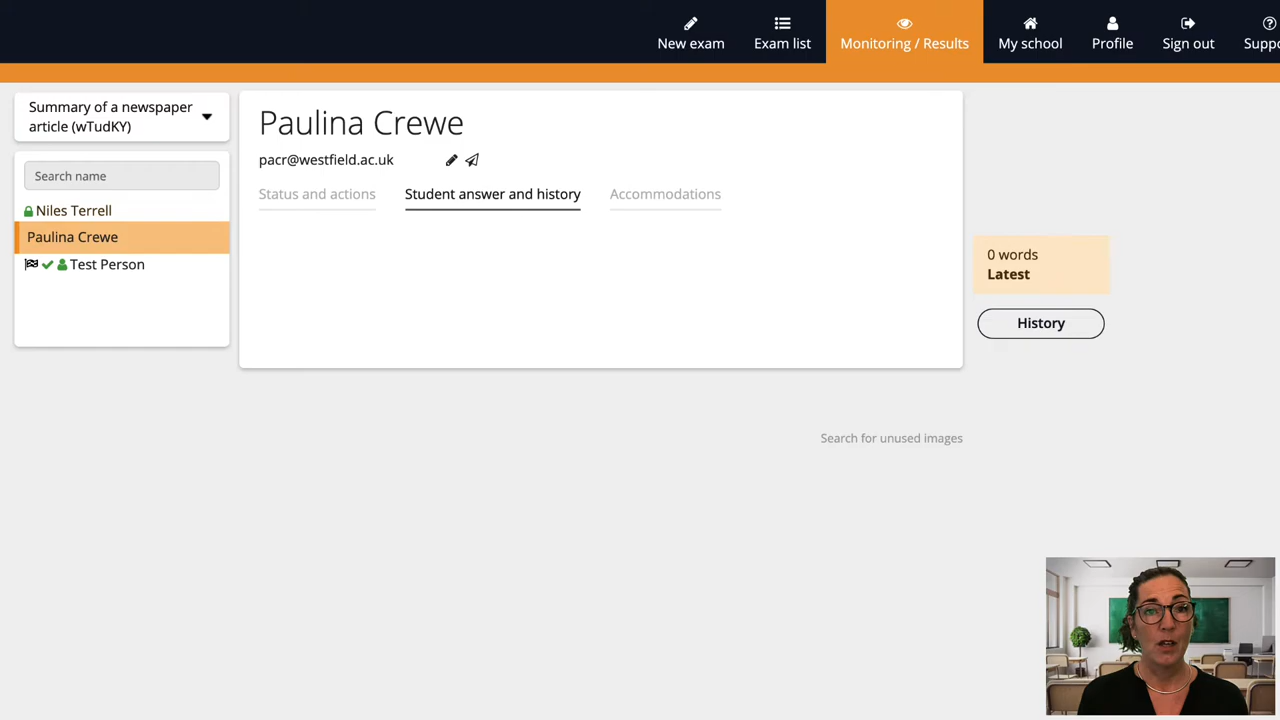 New exam
Exam list
Monitoring / Results
My school
Profile
Sign out
Suppo
Summary of a newspaper
article (wTudKY)
Search name
Niles Terrell
Paulina Crewe
Test Person
Paulina Crewe
pacr@westfield.ac.uk
Status and actions
Student answer and history
Accommodations
0 words
Latest
History
Search for unused images